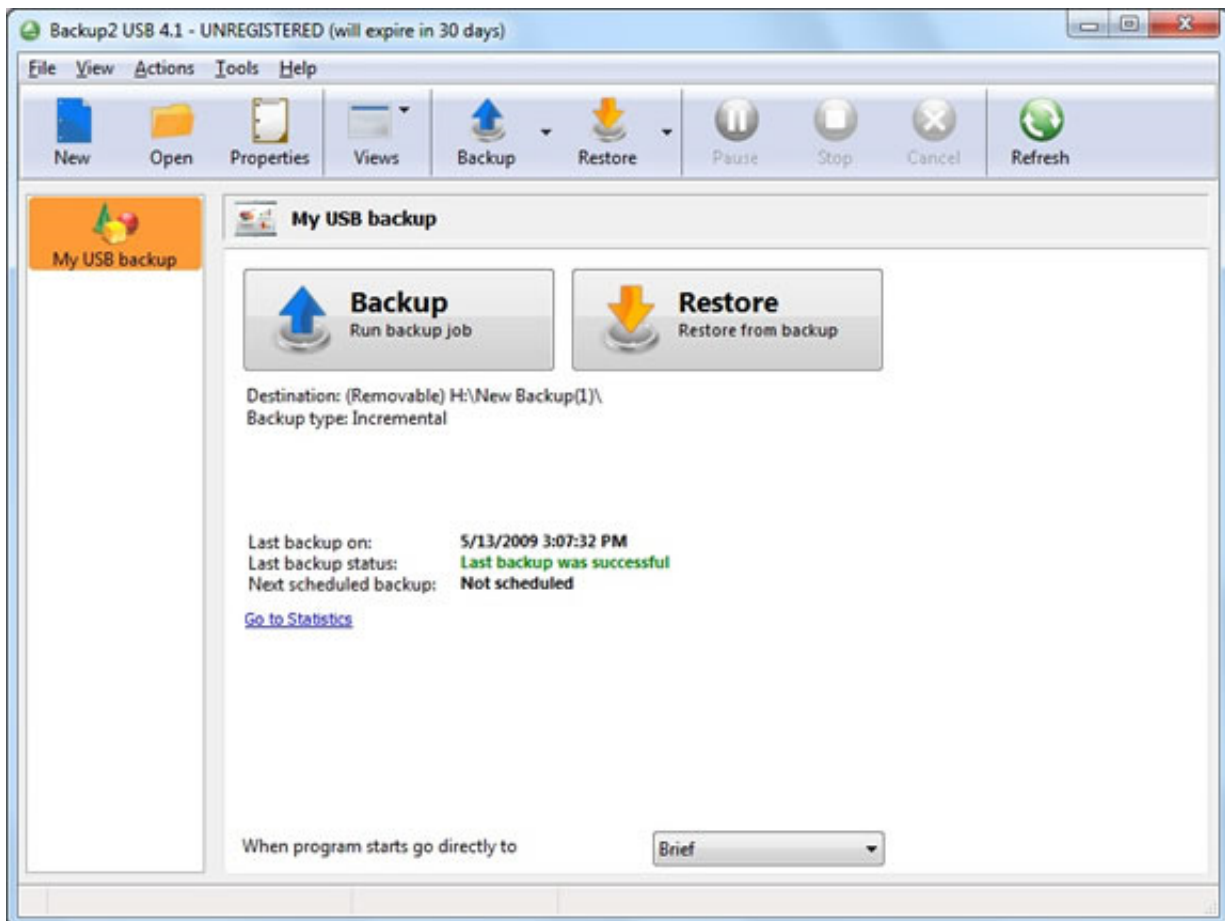 Backup2 USB 4.1 - UNREGISTERED (will expire in 30 days)
File View Actions Tools Help
New Open Properties Views Backup Restore Pause Stop Cancel Refresh
My USB backup
My USB backup
Backup
Run backup job
Restore
Restore from backup
Destination: (Removable) H:\New Backup(1)\
Backup type: Incremental
Last backup on: 5/13/2009 3:07:32 PM
Last backup status: Last backup was successful
Next scheduled backup: Not scheduled
Go to Statistics
When program starts go directly to Brief